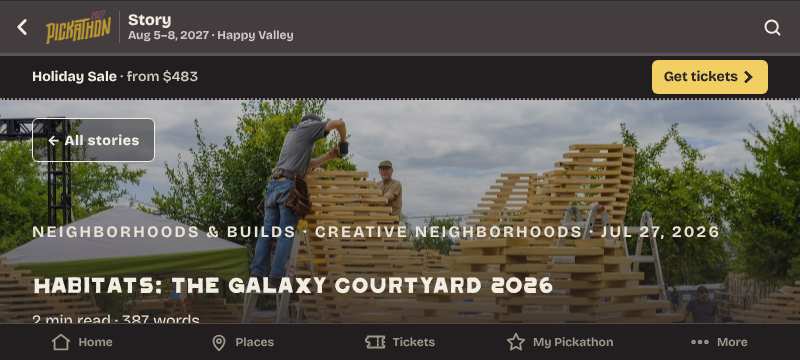 PICKATHON
Story
Aug 5–8, 2027 · Happy Valley
Holiday Sale · from $483
Get tickets
← All stories
NEIGHBORHOODS & BUILDS · CREATIVE NEIGHBORHOODS · JUL 27, 2026
HABITATS: THE GALAXY COURTYARD 2026
2 min read · 387 words
Home
Places
Tickets
My Pickathon
More